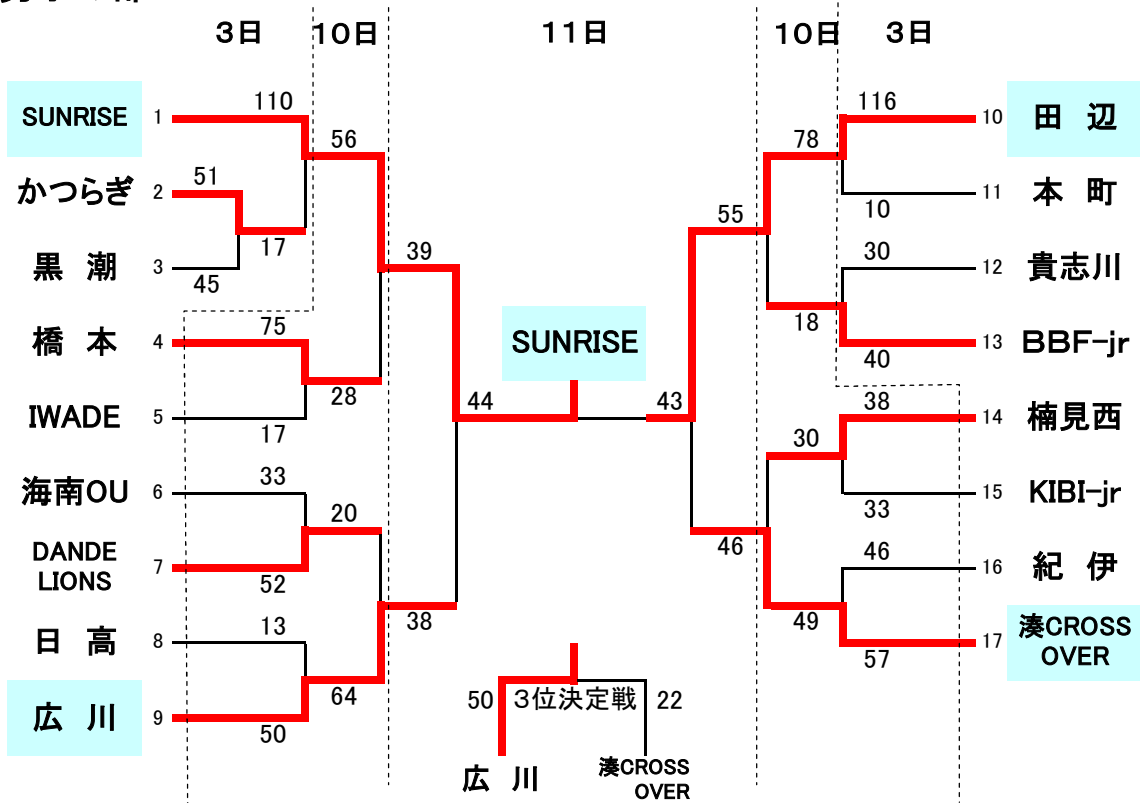 3日
10日
11日
10日
3日
SUNRISE 1 110
56
かつらぎ 2 51
17
黒 潮 3 45
39
橋 本 4 75
28
IWADE 5 17
44
海南OU 6 33
20
DANDE
LIONS 7 52
38
日 高 8 13
64
広 川 9 50
SUNRISE
43
116 10 田 辺
78
10 11 本 町
55
30 12 貴志川
18
40 13 BBF-jr
38 14 楠見西
30
33 15 KIBI-jr
46
46 16 紀 伊
49
57 17 湊CROSS
OVER
50 3位決定戦 22
広 川
湊CROSS
OVER